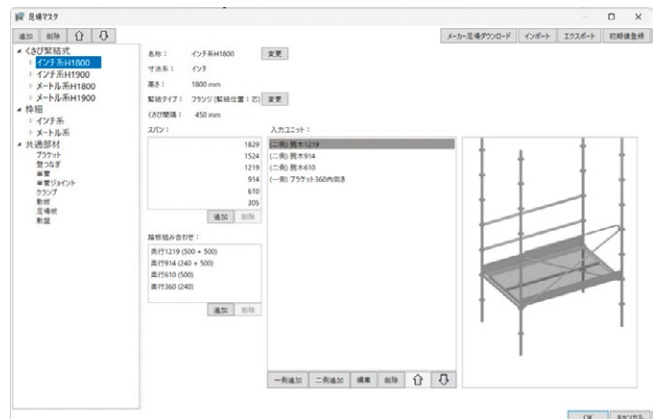 足場マスタ
追加 削除
メーカー足場ダウンロード インポート エクスポート 初期値登録
くさび緊結式
インチ系H1800
インチ系H1900
メートル系H1800
メートル系H1900
枠組
インチ系
メートル系
共通部材
ブラケット
壁つなぎ
単管
単管ジョイント
クランプ
敷板
足場板
敷盤
名称： インチ系H1800 変更
寸法系： インチ
高さ： 1800 mm
緊結タイプ： フランジ [緊結位置：芯] 変更
くさび間隔： 450 mm
スパン：
1829
1524
1219
914
610
305
追加 削除
踏板組み合わせ：
奥行1219 (500 + 500)
奥行914 (240 + 500)
奥行610 (500)
奥行360 (240)
追加 削除
入力ユニット：
(二側) 腕木1219
(二側) 腕木914
(二側) 腕木610
(一側) ブラケット360内向き
一側追加 二側追加 編集 削除
OK キャンセル